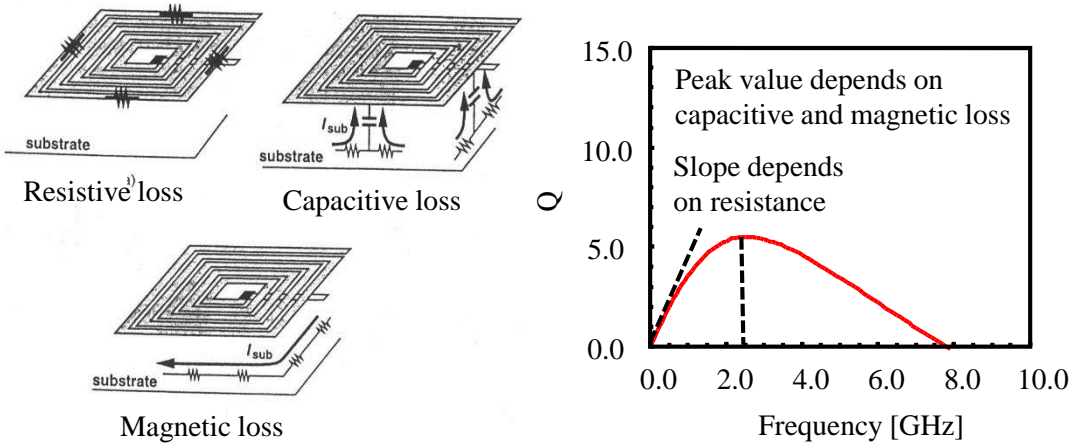 substrate
Resistive loss
I sub
substrate
Capacitive loss
I sub
substrate
Magnetic loss
15.0
10.0
5.0
0.0
Q
Peak value depends on
capacitive and magnetic loss
Slope depends
on resistance
0.0 2.0 4.0 6.0 8.0 10.0
Frequency [GHz]